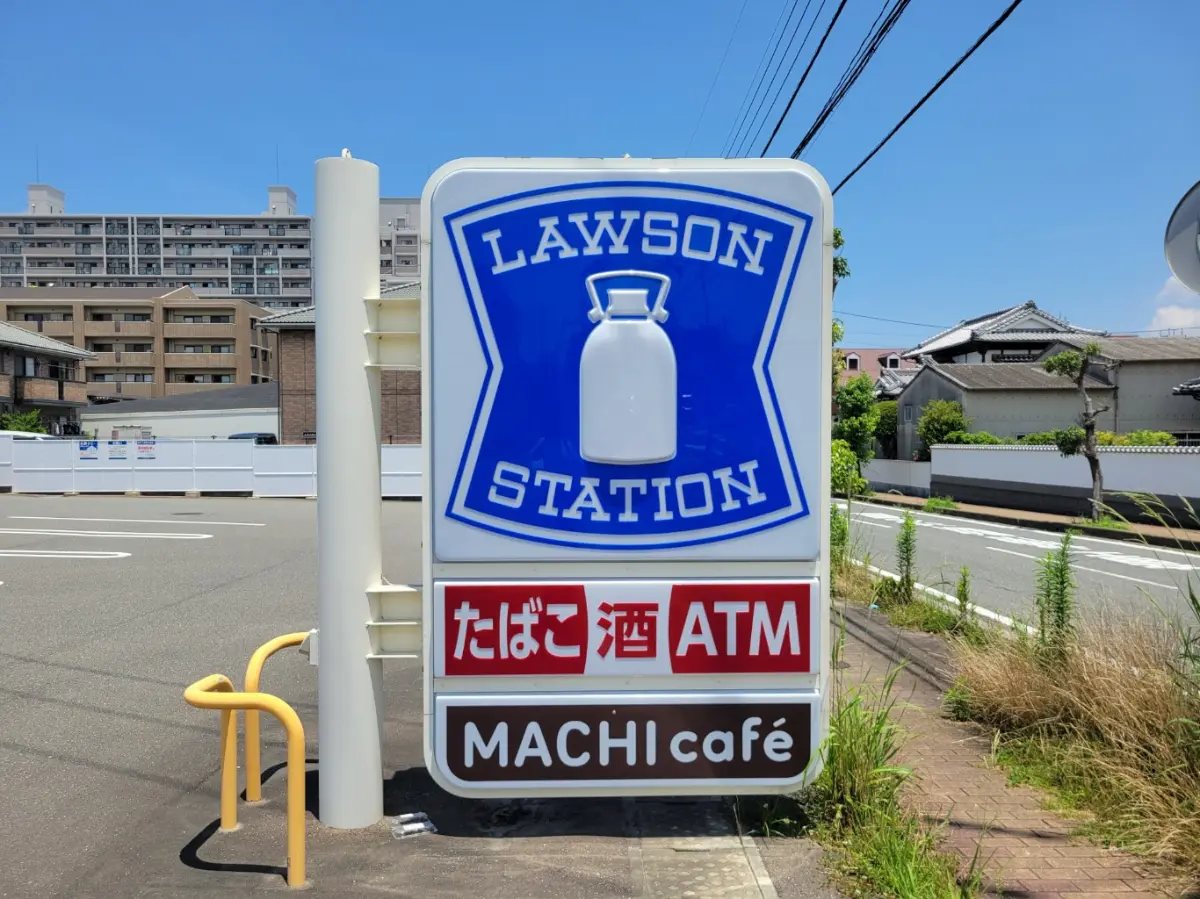 LAWSON
STATION
たばこ 酒 ATM
MACHI café